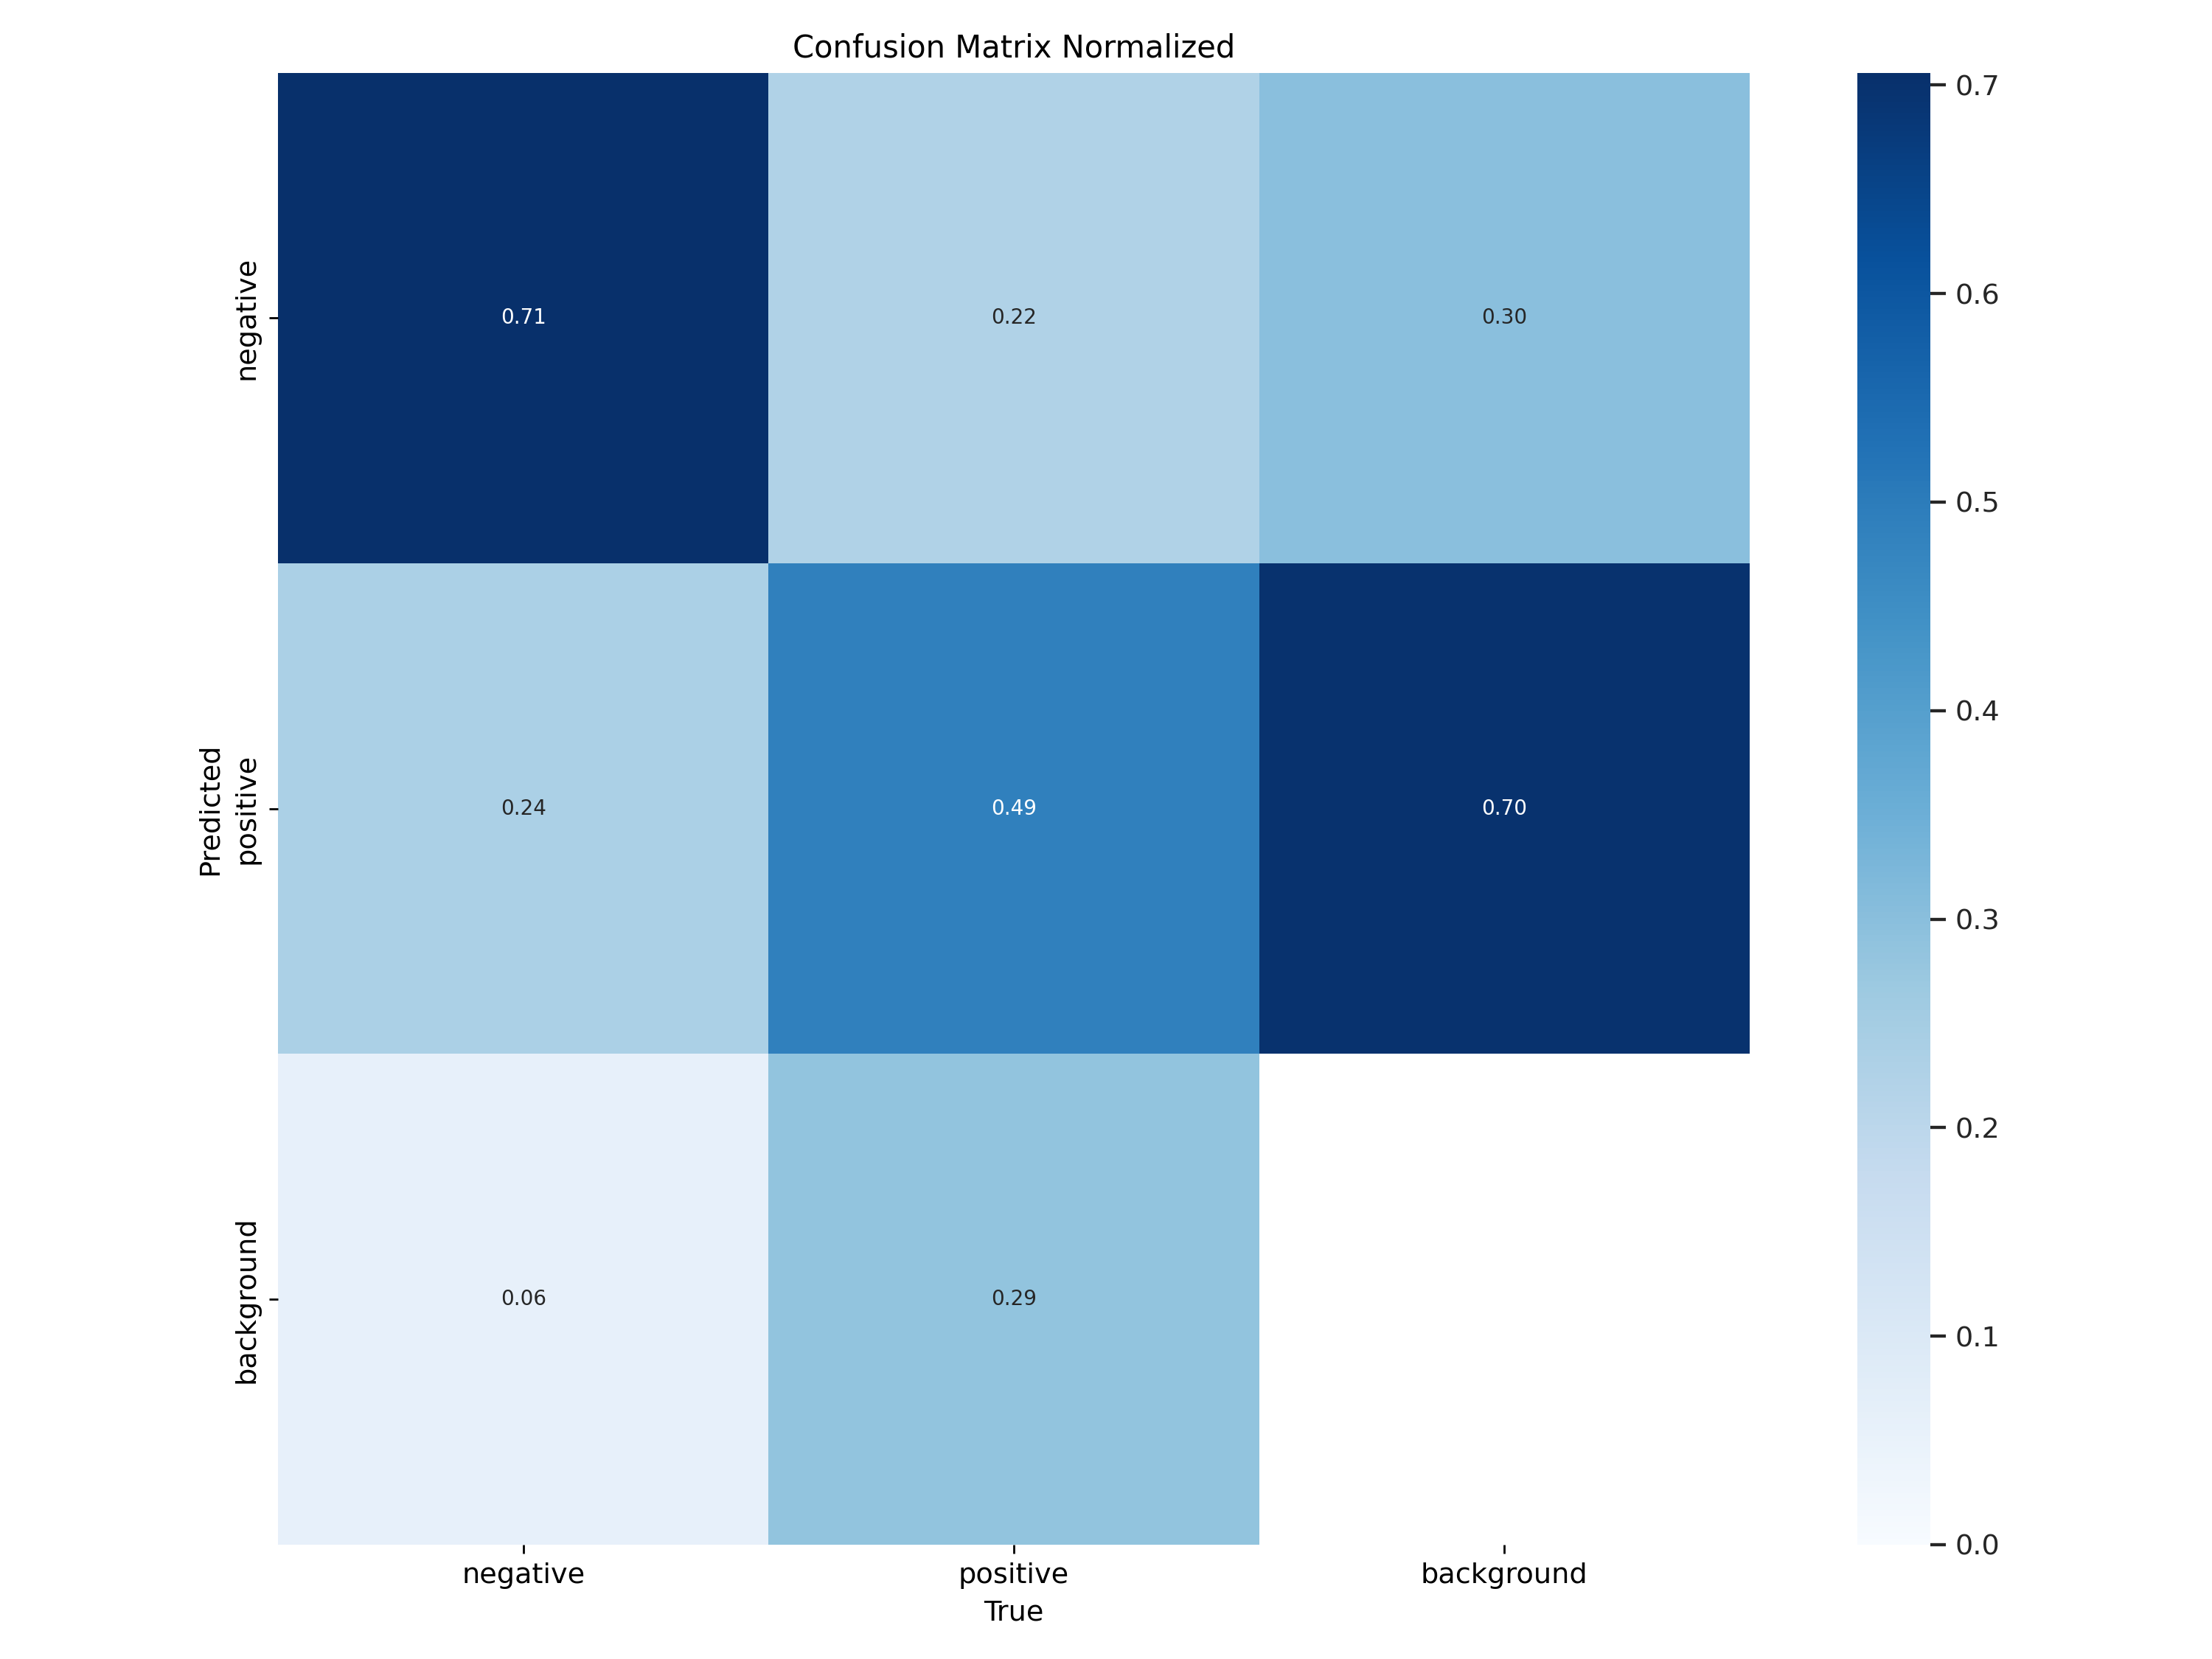 Confusion Matrix Normalized
negative
0.71
0.22
0.30
Predicted
positive
0.24
0.49
0.70
background
0.06
0.29
negative
positive
background
True
0.7
0.6
0.5
0.4
0.3
0.2
0.1
0.0